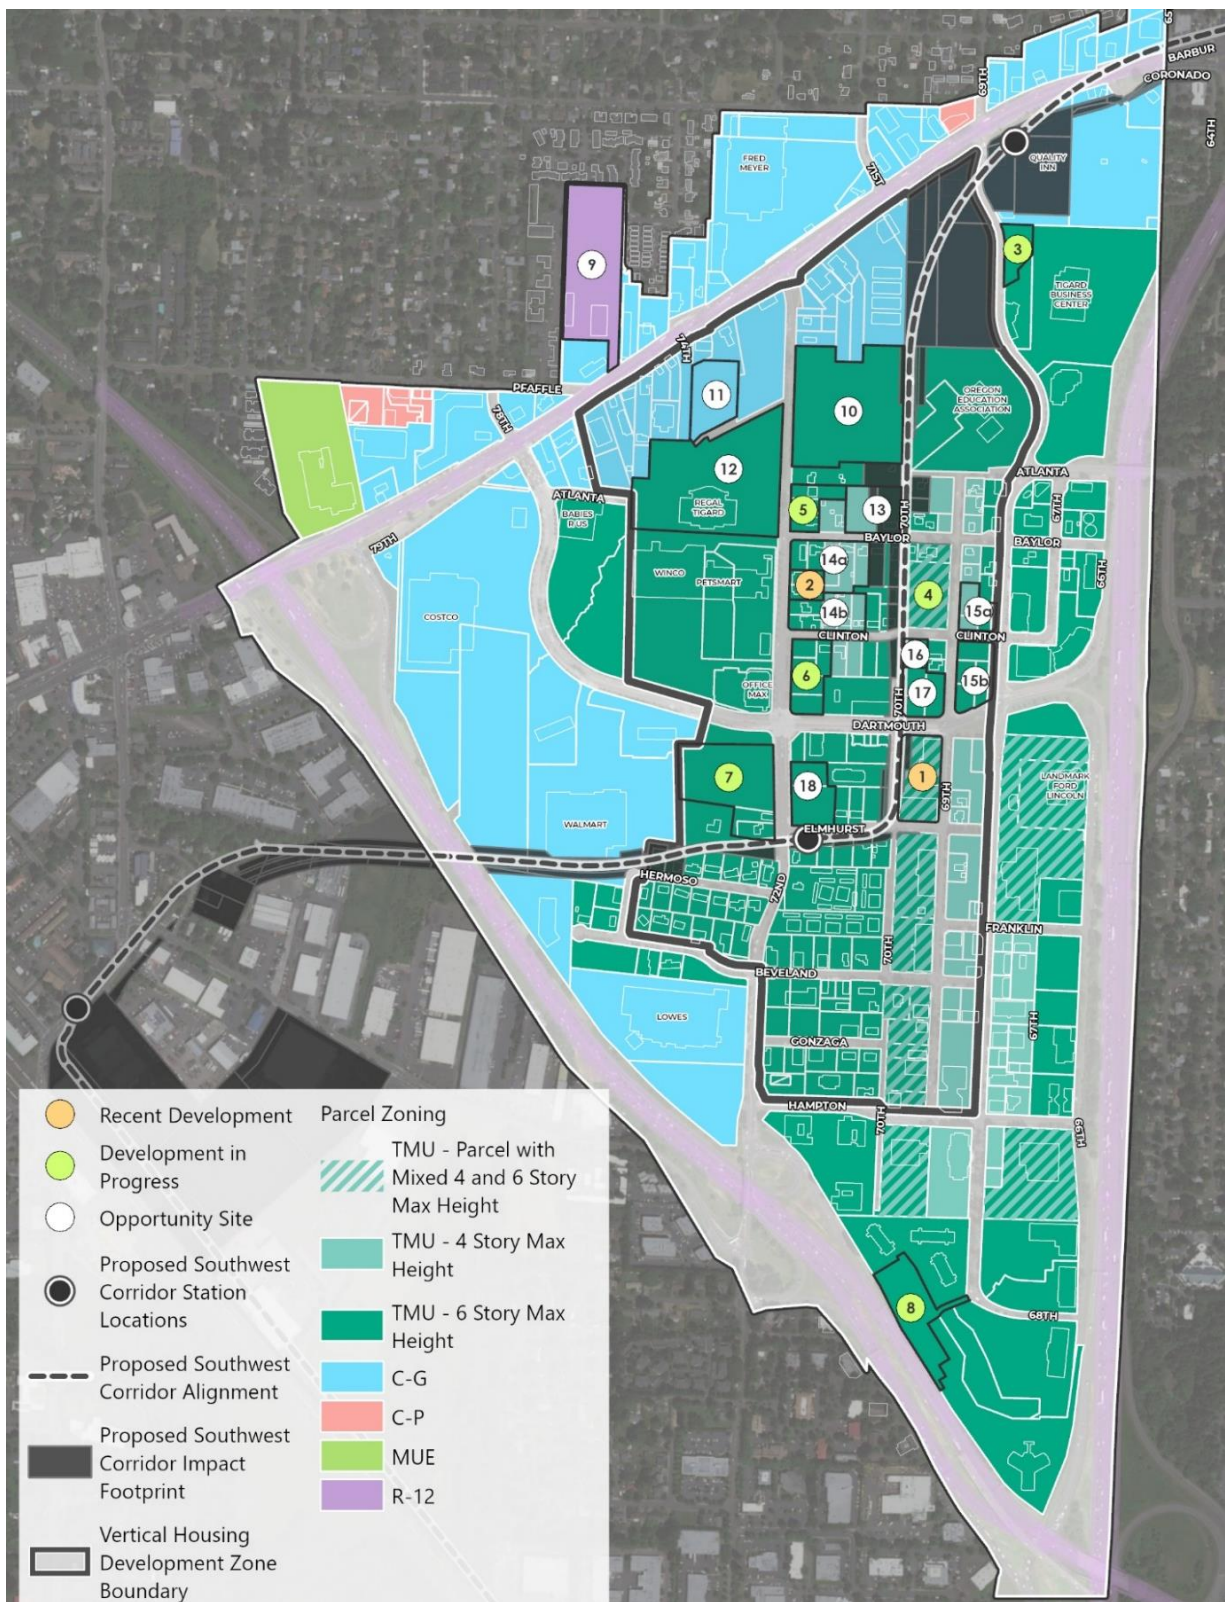 65
BARBUR
CORONADO
69TH
64TH
FRED
MEYER
71ST
QUALITY
INN
3
9
TIGARD
BUSINESS
CENTER
74TH
PFAFFLE
11
10
OREGON
EDUCATION
ASSOCIATION
78TH
12
ATLANTA
ATLANTA
REGAL
TIGARD
BABIES
R US
5
13
70TH
67TH
79TH
BAYLOR
BAYLOR
14a
WINCO
PETSMART
2
4
66TH
COSTCO
14b
15a
CLINTON
CLINTON
16
6
15b
OFFICE
MAX
17
70TH
DARTMOUTH
7
18
1
69TH
LANDMARK
FORD
LINCOLN
WALMART
ELMHURST
HERMOSO
72ND
FRANKLIN
70TH
BEVELAND
LOWES
67TH
GONZAGA
HAMPTON
70TH
66TH
8
68TH
Recent Development
Development in
Progress
Opportunity Site
Proposed Southwest
Corridor Station
Locations
Proposed Southwest
Corridor Alignment
Proposed Southwest
Corridor Impact
Footprint
Vertical Housing
Development Zone
Boundary
Parcel Zoning
TMU - Parcel with
Mixed 4 and 6 Story
Max Height
TMU - 4 Story Max
Height
TMU - 6 Story Max
Height
C-G
C-P
MUE
R-12